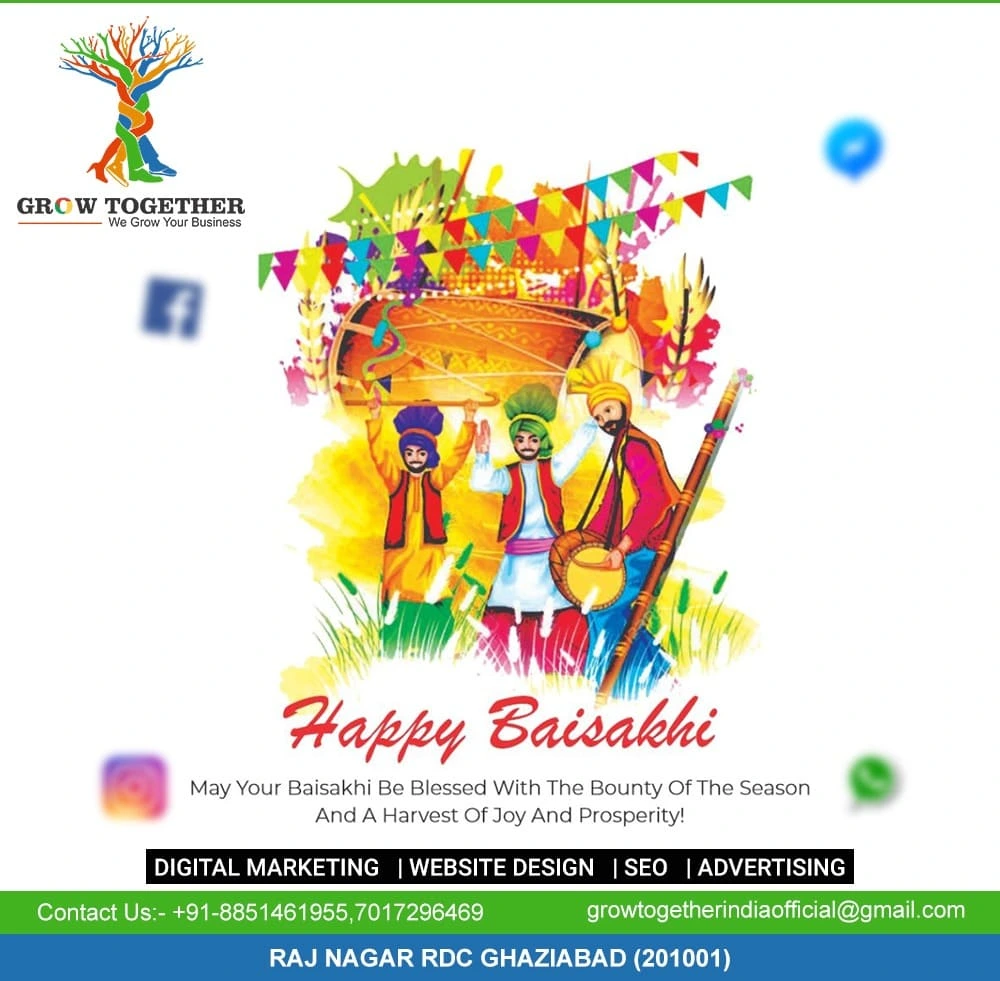 GROW TOGETHER
We Grow Your Business
Happy Baisakhi
May Your Baisakhi Be Blessed With The Bounty Of The Season
And A Harvest Of Joy And Prosperity!
DIGITAL MARKETING | WEBSITE DESIGN | SEO | ADVERTISING
Contact Us:- +91-8851461955,7017296469
growtogetherindiaofficial@gmail.com
RAJ NAGAR RDC GHAZIABAD (201001)